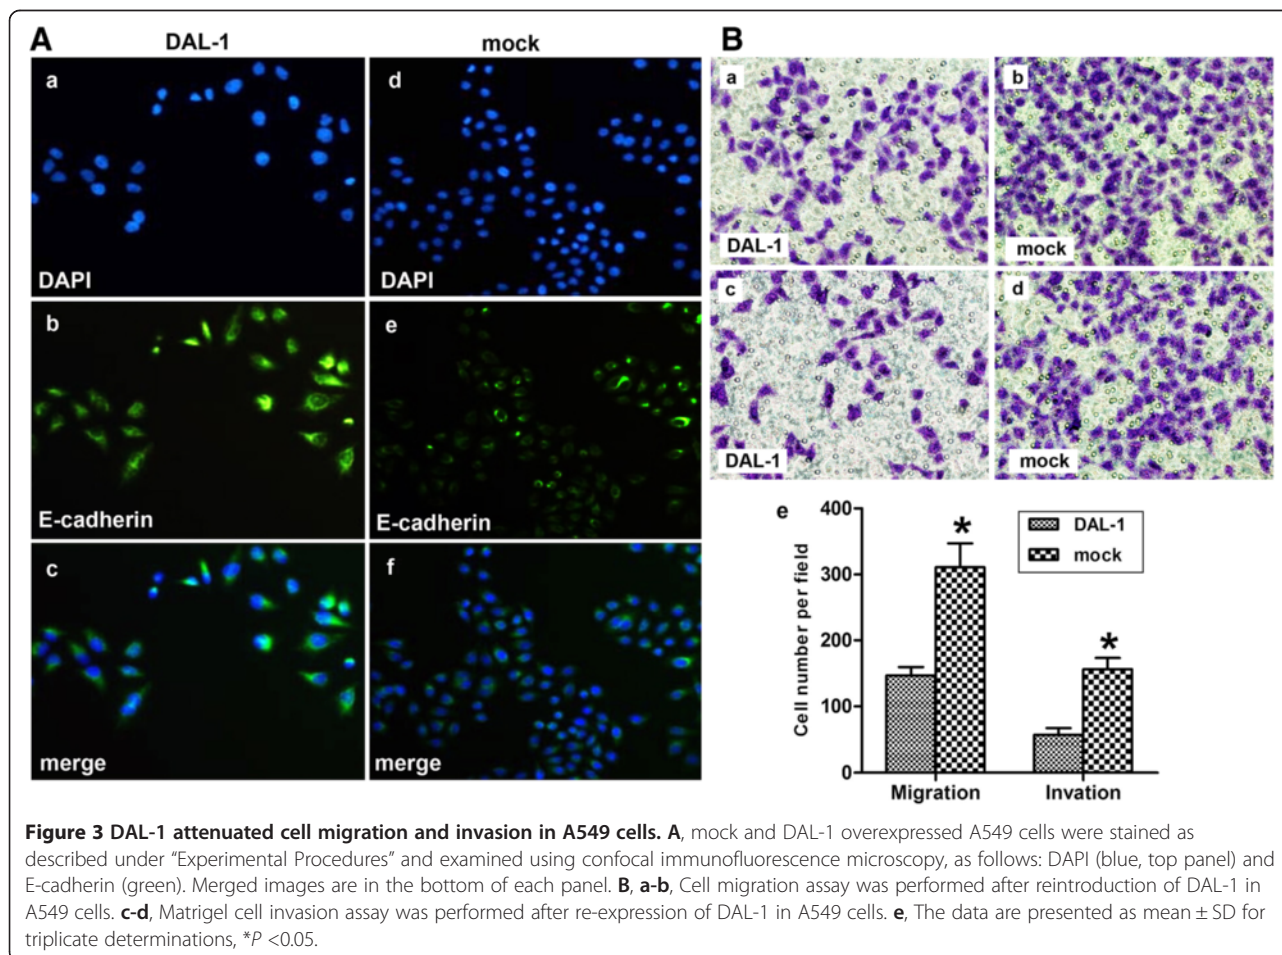 A
DAL-1
mock
a
DAPI
d
DAPI
b
E-cadherin
e
E-cadherin
c
merge
f
merge
B
a
DAL-1
b
mock
c
DAL-1
d
mock
e
400
300
200
100
0
Cell number per field
*
*
DAL-1
mock
Migration
Invation
Figure 3 DAL-1 attenuated cell migration and invasion in A549 cells. A, mock and DAL-1 overexpressed A549 cells were stained as
described under “Experimental Procedures” and examined using confocal immunofluorescence microscopy, as follows: DAPI (blue, top panel) and
E-cadherin (green). Merged images are in the bottom of each panel. B, a-b, Cell migration assay was performed after reintroduction of DAL-1 in
A549 cells. c-d, Matrigel cell invasion assay was performed after re-expression of DAL-1 in A549 cells. e, The data are presented as mean ± SD for
triplicate determinations, *P <0.05.